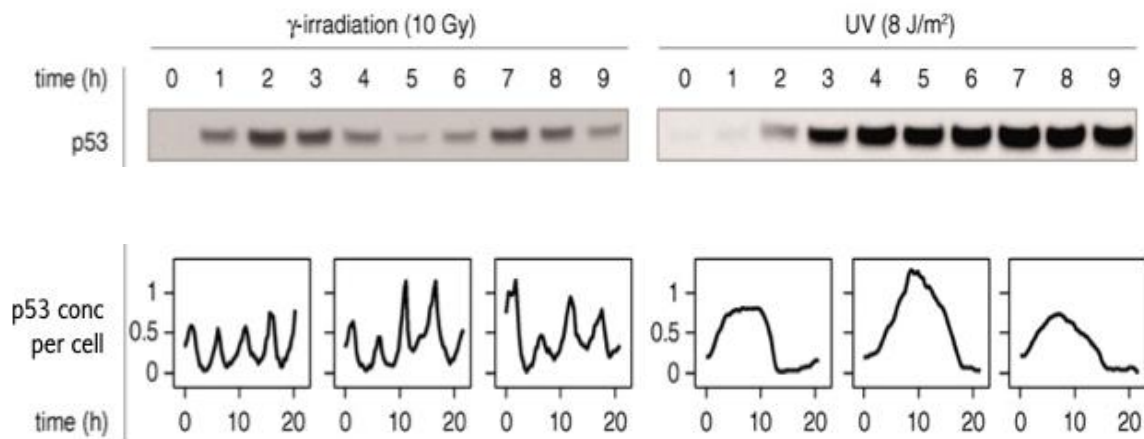 γ-irradiation (10 Gy) UV (8 J/m²)
time (h) 0 1 2 3 4 5 6 7 8 9 0 1 2 3 4 5 6 7 8 9
p53
p53 conc
per cell
1 1
0.5 0.5
0 0
time (h) 0 10 20 0 10 20 0 10 20 0 10 20 0 10 20 0 10 20